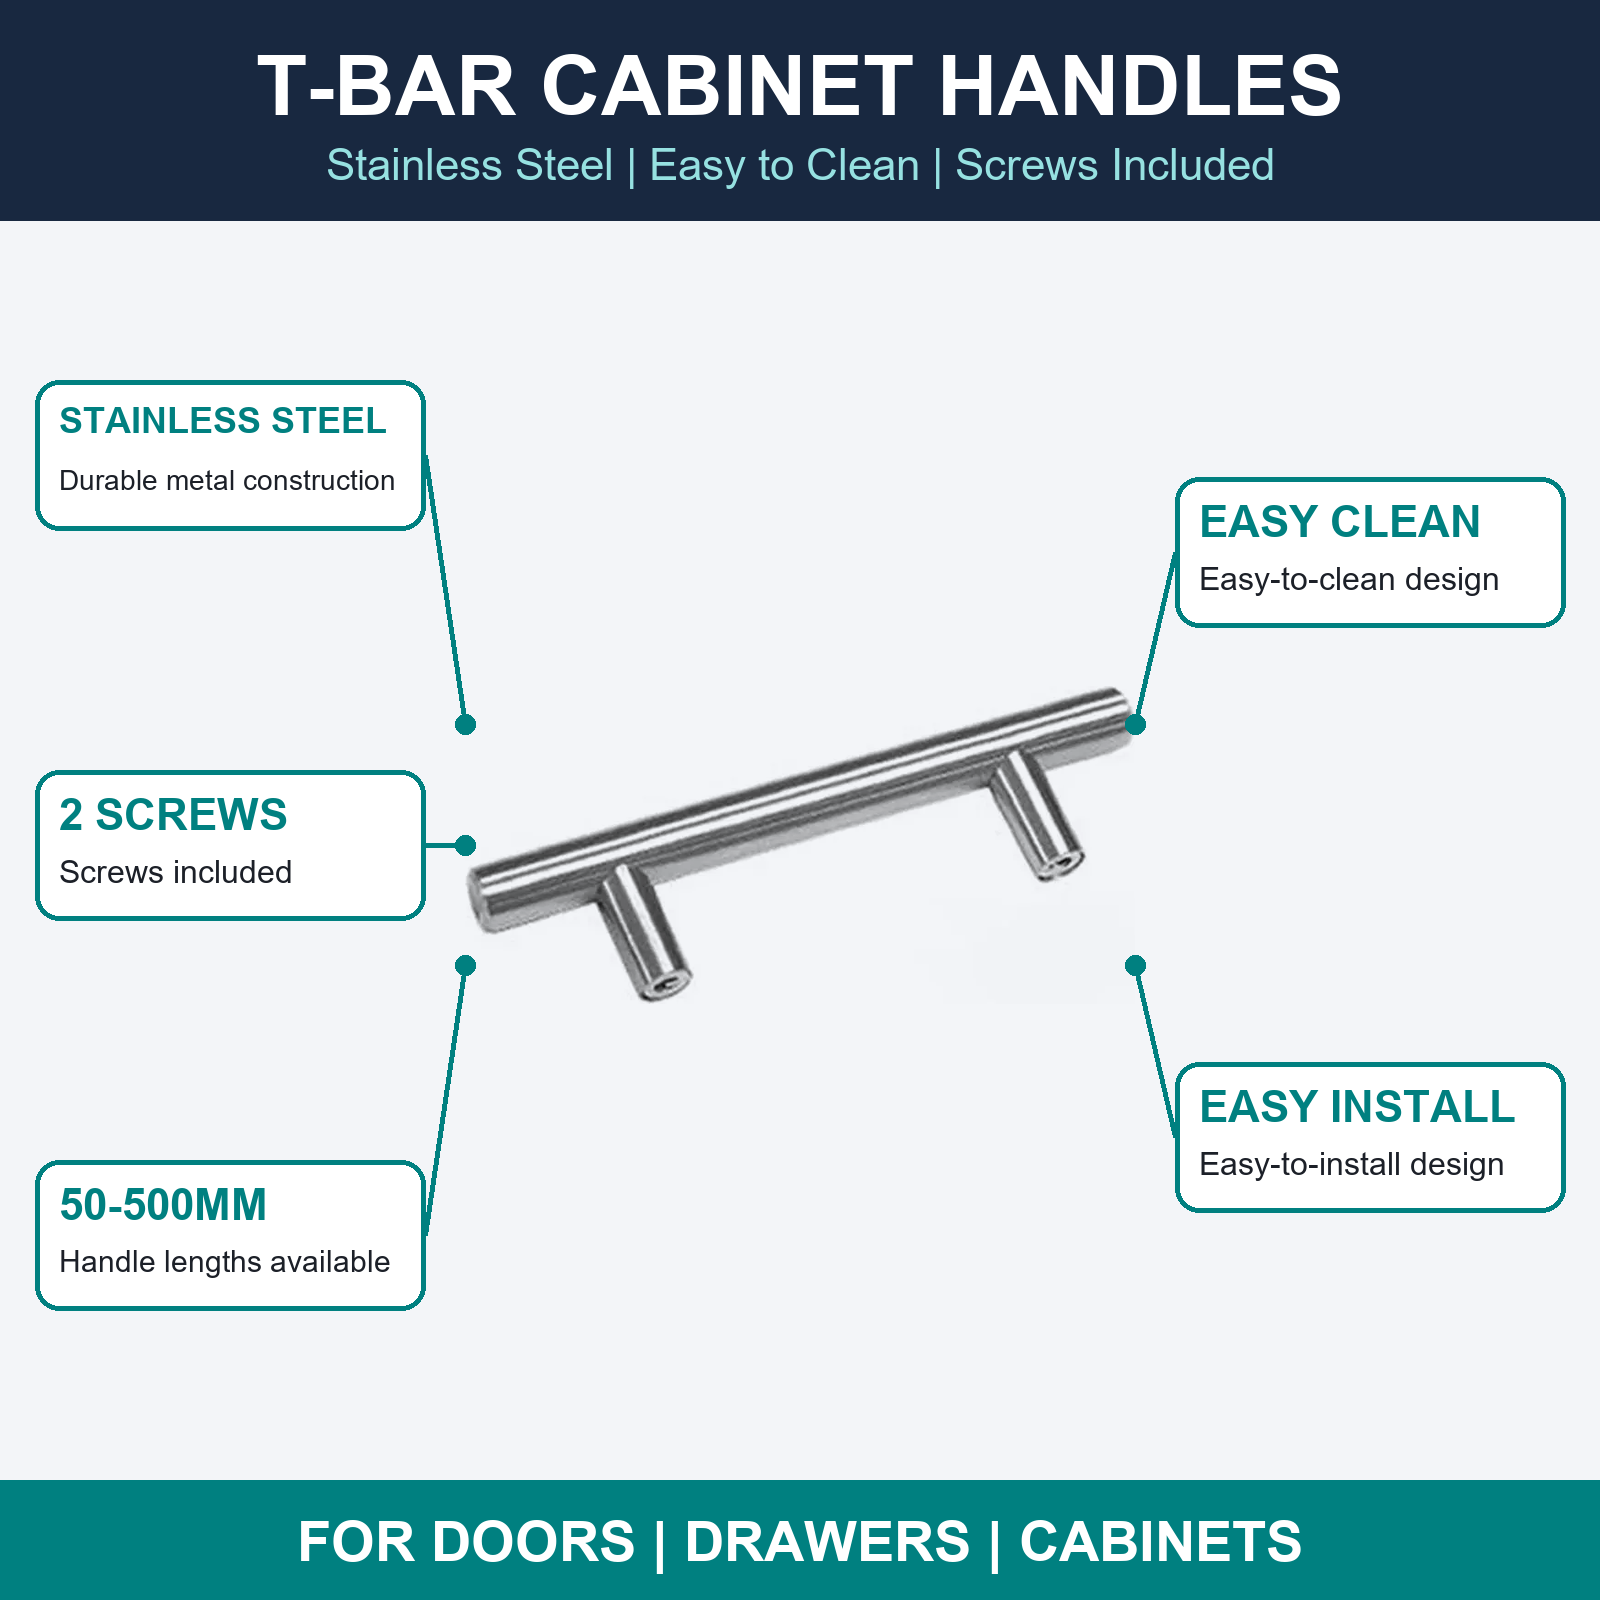 T-BAR CABINET HANDLES
Stainless Steel | Easy to Clean | Screws Included
STAINLESS STEEL
Durable metal construction
EASY CLEAN
Easy-to-clean design
2 SCREWS
Screws included
EASY INSTALL
Easy-to-install design
50-500MM
Handle lengths available
FOR DOORS | DRAWERS | CABINETS